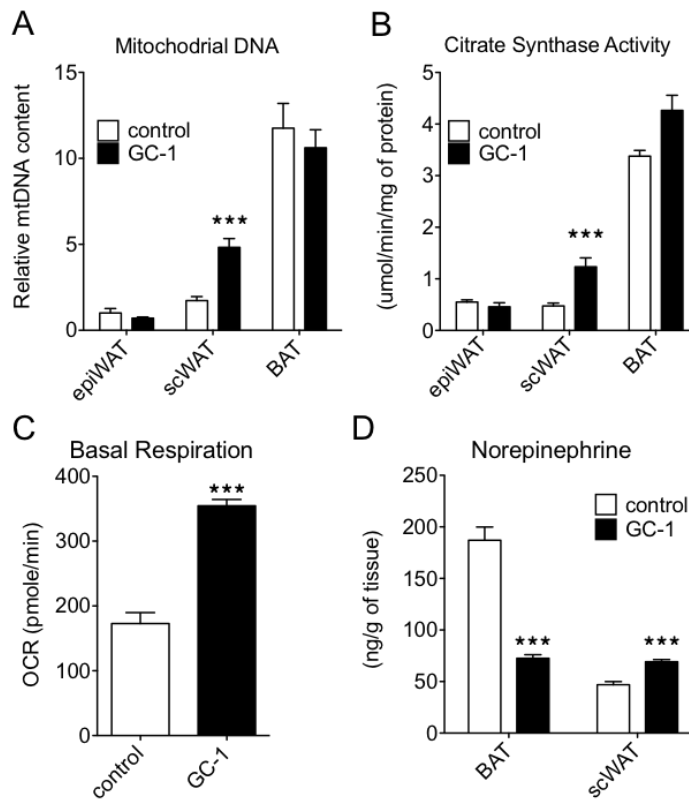 A
Mitochodrial DNA
Relative mtDNA content
15
10
5
0
control
GC-1
***
epiWAT
scWAT
BAT
B
Citrate Synthase Activity
(umol/min/mg of protein)
5
4
3
2
1
0
control
GC-1
***
epiWAT
scWAT
BAT
C
Basal Respiration
OCR (pmole/min)
400
300
200
100
0
***
control
GC-1
D
Norepinephrine
(ng/g of tissue)
250
200
150
100
50
0
control
GC-1
***
***
BAT
scWAT